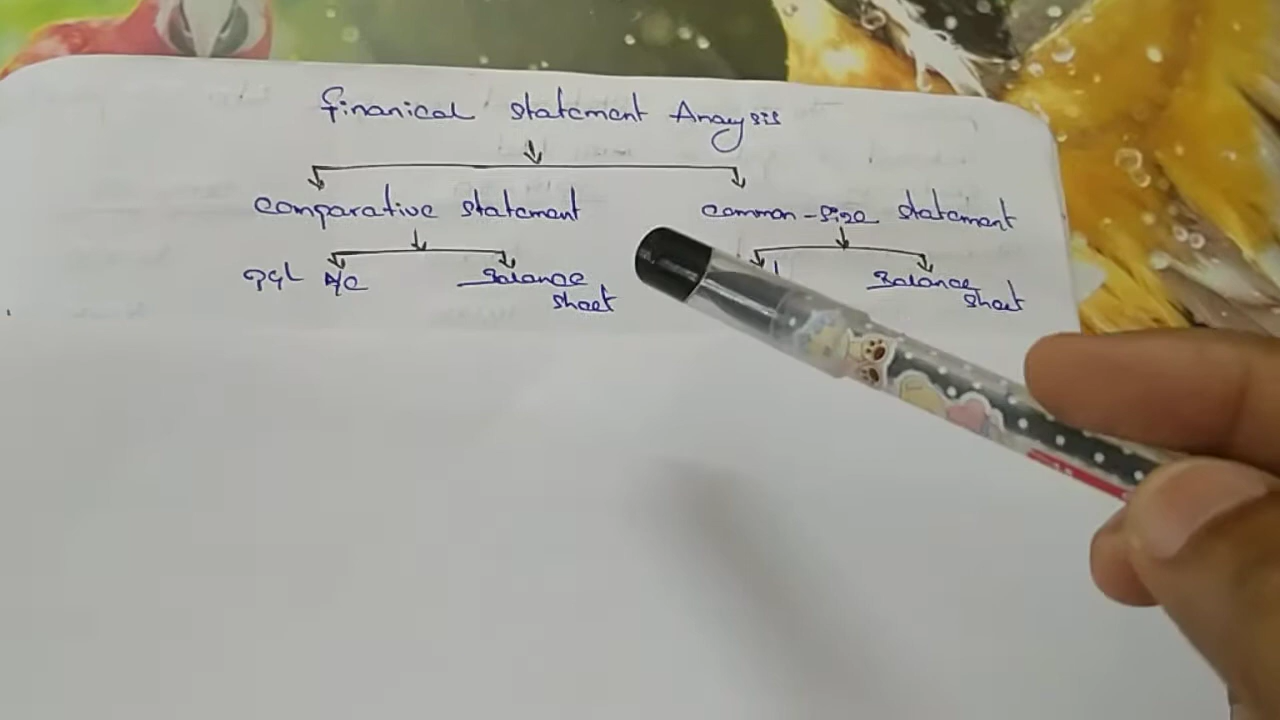 Finanical statement Anaysis
comparative statement common-size statement
P&L A/C Balance sheet Balance sheet